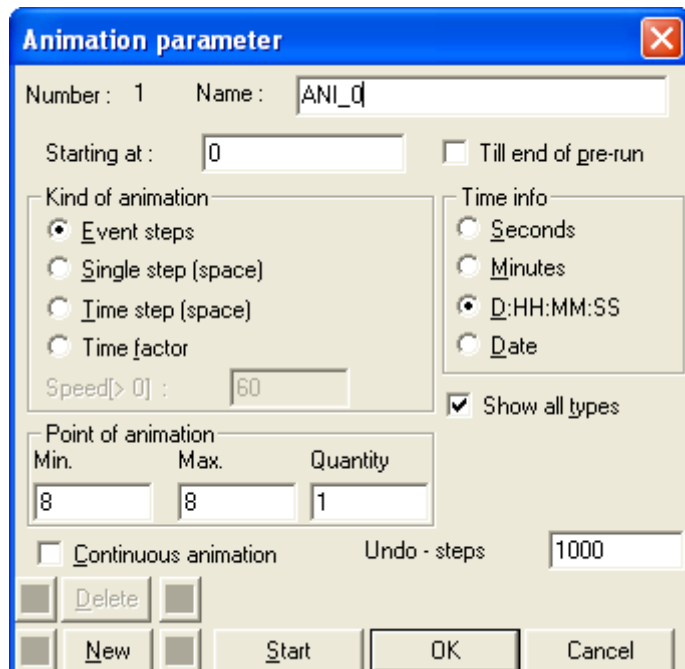 Animation parameter
Number : 1 Name : ANI_0
Starting at : 0 Till end of pre-run
Kind of animation Time info
Event steps Seconds
Single step (space) Minutes
Time step (space) D:HH:MM:SS
Time factor Date
Speed[> 0] : 60
Show all types
Point of animation
Min. Max. Quantity
8 8 1
Continuous animation Undo - steps 1000
Delete
New Start OK Cancel